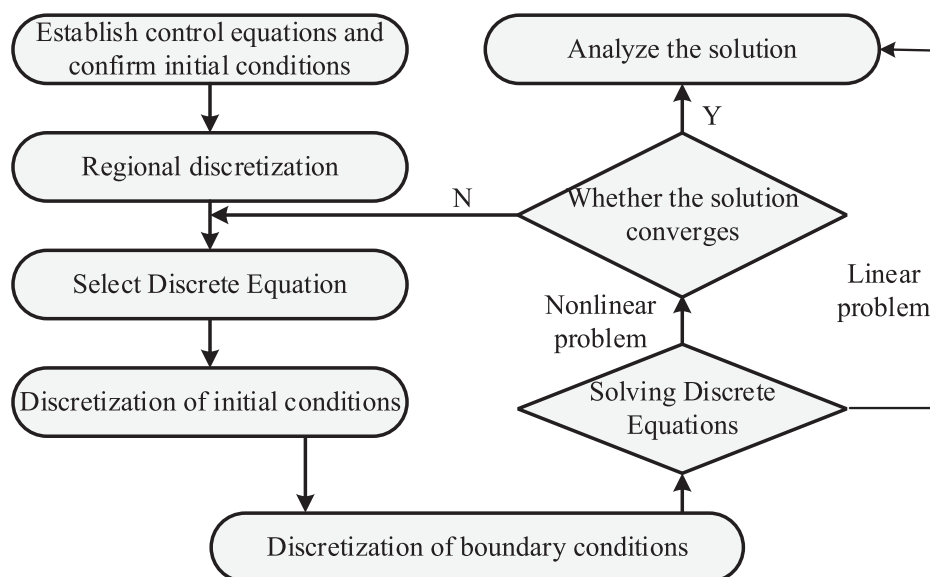 Establish control equations and
confirm initial conditions
Regional discretization
Select Discrete Equation
Discretization of initial conditions
Discretization of boundary conditions
Solving Discrete
Equations
Nonlinear
problem
Linear
problem
Whether the solution
converges
N
Y
Analyze the solution